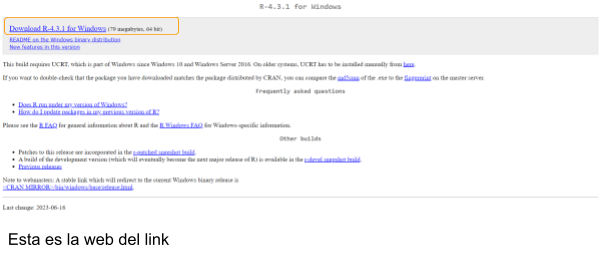 R-4.3.1 for Windows
Download R-4.3.1 for Windows (79 megabytes, 64 bit)
README on the Windows binary distribution
New features in this version
This build requires UCRT, which is part of Windows since Windows 10 and Windows Server 2016. On older systems, UCRT has to be installed manually from here.
If you want to double-check that the package you have downloaded matches the package distributed by CRAN, you can compare the md5sum of the .exe to the fingerprint on the master server.
Frequently asked questions
Does R run under my version of Windows?
How do I update packages in my previous version of R?
Please see the R FAQ for general information about R and the R Windows FAQ for Windows-specific information.
Other builds
Patches to this release are incorporated in the r-patched snapshot build.
A build of the development version (which will eventually become the next major release of R) is available in the r-devel snapshot build.
Previous releases
Note to webmasters: A stable link which will redirect to the current Windows binary release is
<CRAN MIRROR>/bin/windows/base/release.html.
Last change: 2023-06-16
Esta es la web del link